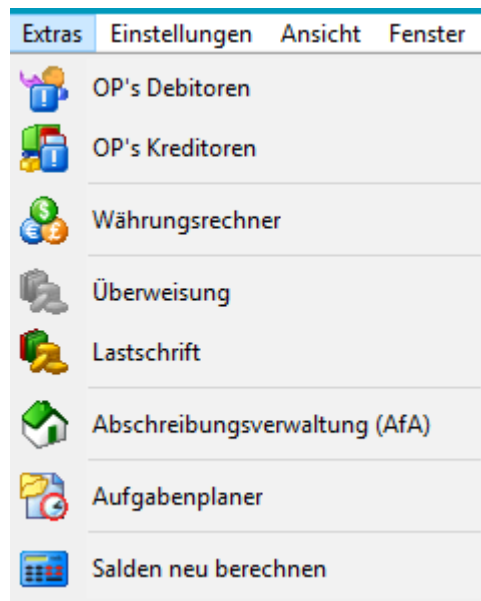 Extras Einstellungen Ansicht Fenster
OP's Debitoren
OP's Kreditoren
Währungsrechner
Überweisung
Lastschrift
Abschreibungsverwaltung (AfA)
Aufgabenplaner
Salden neu berechnen